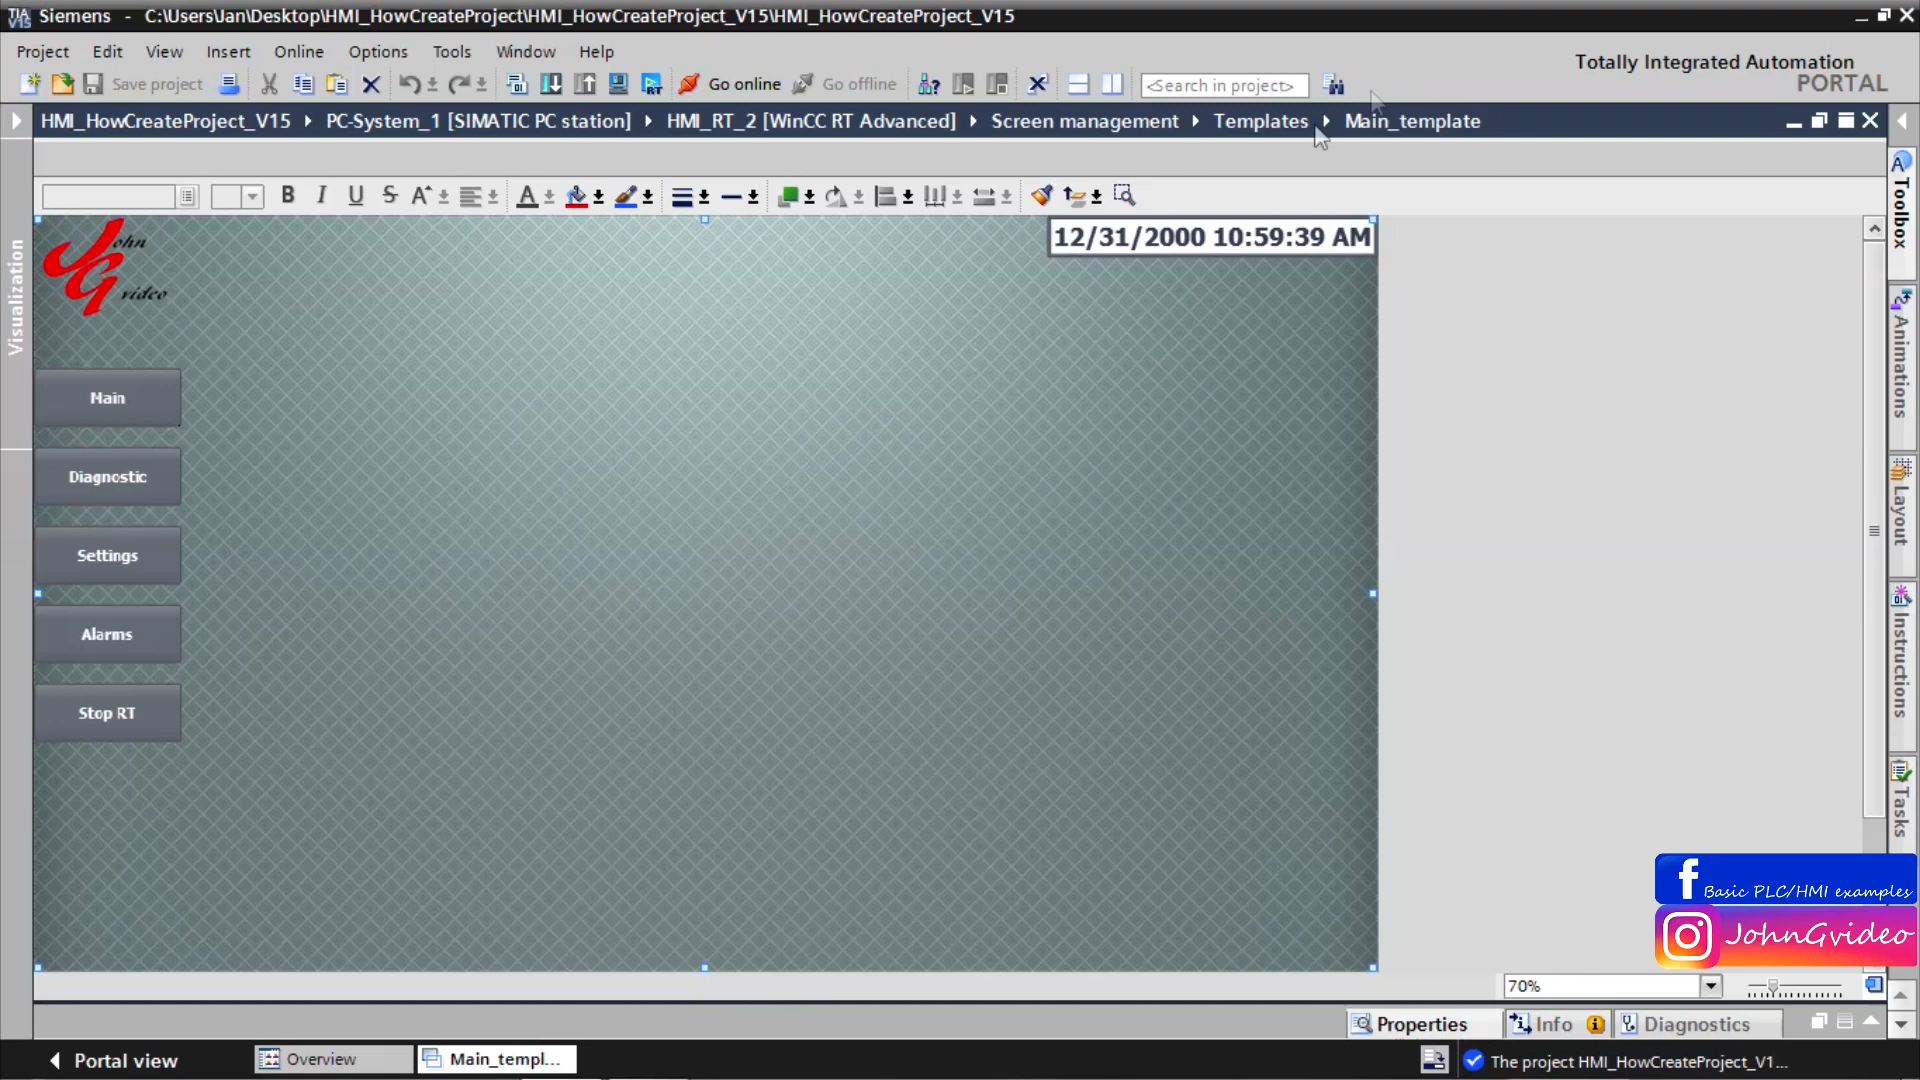 Siemens - C:\Users\Jan\Desktop\HMI_HowCreateProject\HMI_HowCreateProject_V15\HMI_HowCreateProject_V15
Project Edit View Insert Online Options Tools Window Help
Totally Integrated Automation
PORTAL
Save project Go online Go offline <Search in project>
HMI_HowCreateProject_V15 PC-System_1 [SIMATIC PC station] HMI_RT_2 [WinCC RT Advanced] Screen management Templates Main_template
B I U S A A
John
Gvideo
12/31/2000 10:59:39 AM
Visualization
Main
Diagnostic
Settings
Alarms
Stop RT
Toolbox
Animations
Layout
Instructions
Tasks
f Basic PLC/HMI examples
JohnGvideo
70%
Properties Info Diagnostics
Portal view Overview Main_templ... The project HMI_HowCreateProject_V1...